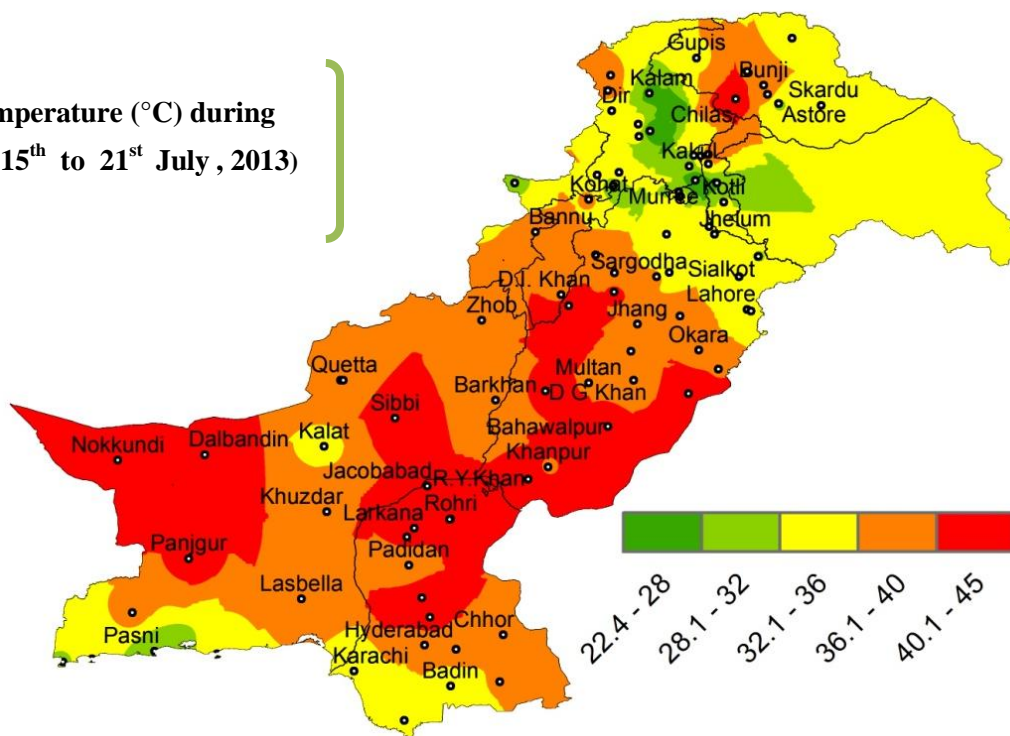 mperature (°C) during
15th to 21st July , 2013)
Gupis
Bunji
Kalam
Skardu
Dir
Astore
Chilas
Kakul
Kohat
Kotli
Murree
Bannu
Jhelum
Sargodha
Sialkot
D.I. Khan
Lahore
Zhob
Jhang
Okara
Quetta
Multan
Barkhan
D G Khan
Sibbi
Bahawalpur
Kalat
Nokkundi
Dalbandin
Khanpur
Jacobabad
R.Y.Khan
Khuzdar
Rohri
Larkana
Panjgur
Padidan
Lasbella
Chhor
Pasni
Hyderabad
Karachi
Badin
22.4 - 28
28.1 - 32
32.1 - 36
36.1 - 40
40.1 - 45